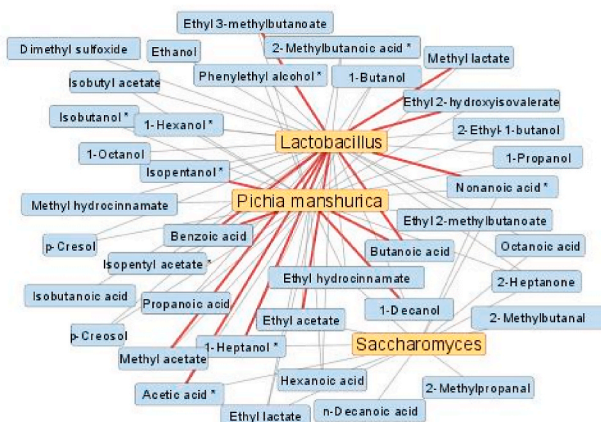 Ethyl 3-methylbutanoate
Dimethyl sulfoxide
Ethanol
2-Methylbutanoic acid *
Methyl lactate
Isobutyl acetate
Phenylethyl alcohol *
1-Butanol
Ethyl 2-hydroxyisovalerate
Isobutanol *
1-Hexanol *
2-Ethyl-1-butanol
Lactobacillus
1-Octanol
1-Propanol
Isopentanol *
Nonanoic acid *
Methyl hydrocinnamate
Pichia manshurica
Ethyl 2-methylbutanoate
Benzoic acid
p-Cresol
Butanoic acid
Octanoic acid
Isopentyl acetate *
Ethyl hydrocinnamate
2-Heptanone
Isobutanoic acid
Propanoic acid
1-Decanol
Ethyl acetate
2-Methylbutanal
p-Creosol
1-Heptanol *
Saccharomyces
Methyl acetate
Hexanoic acid
2-Methylpropanal
Acetic acid *
Ethyl lactate
n-Decanoic acid